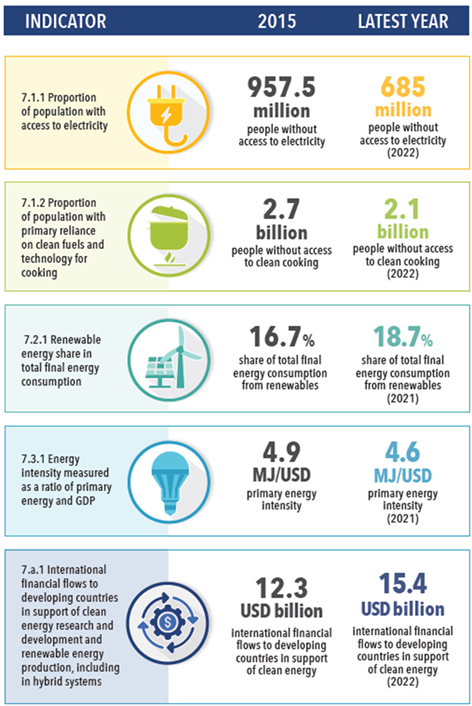 INDICATOR
2015
LATEST YEAR
7.1.1 Proportion
of population with
access to electricity
957.5
million
people without
access to electricity
685
million
people without
access to electricity
(2022)
7.1.2 Proportion
of population with
primary reliance
on clean fuels and
technology for
cooking
2.7
billion
people without access
to clean cooking
2.1
billion
people without access
to clean cooking
(2022)
7.2.1 Renewable
energy share in
total final energy
consumption
16.7%
share of total final
energy consumption
from renewables
18.7%
share of total final
energy consumption
from renewables
(2021)
7.3.1 Energy
intensity measured
as a ratio of primary
energy and GDP
4.9
MJ/USD
primary energy
intensity
4.6
MJ/USD
primary energy
intensity
(2021)
7.a.1 International
financial flows to
developing countries
in support of clean
energy research and
development and
renewable energy
production, including
in hybrid systems
$
12.3
USD billion
international financial
flows to developing
countries in support
of clean energy
15.4
USD billion
international financial
flows to developing
countries in support
of clean energy
(2022)